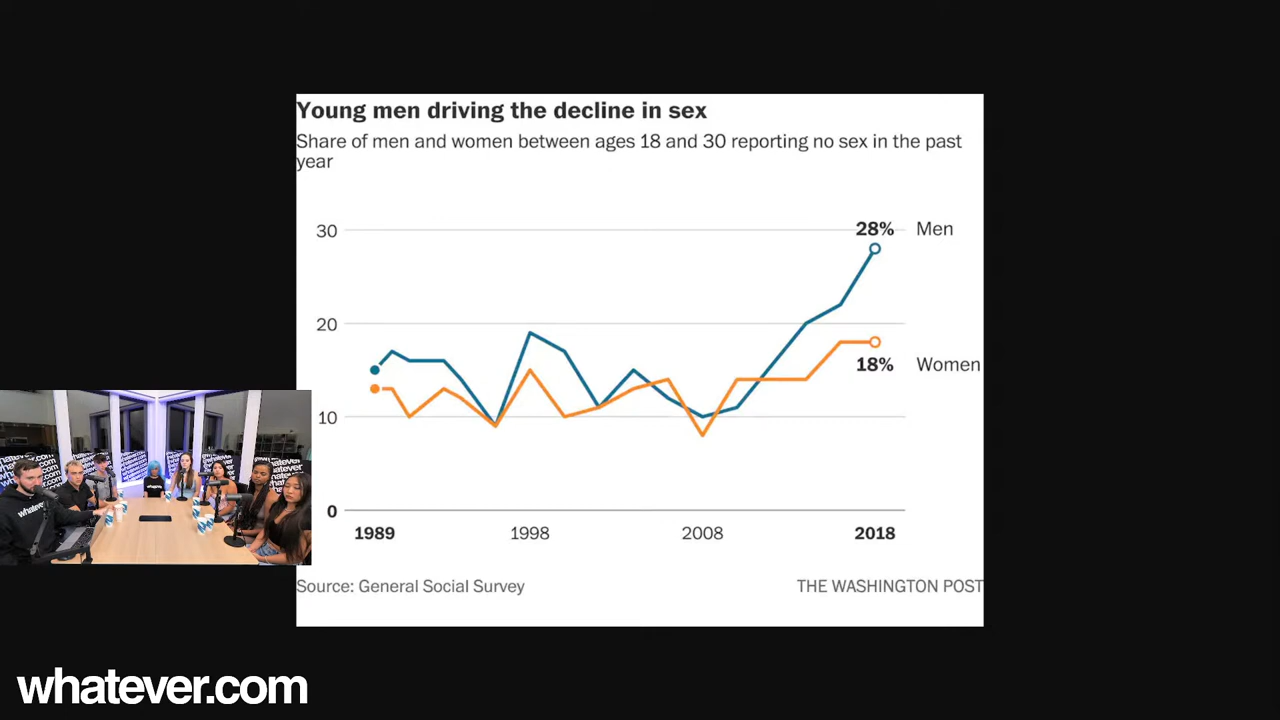 Young men driving the decline in sex
Share of men and women between ages 18 and 30 reporting no sex in the past
year
30
28% Men
20
18% Women
10
0
1989 1998 2008 2018
Source: General Social Survey THE WASHINGTON POST
whatever
whatever
whatever.com